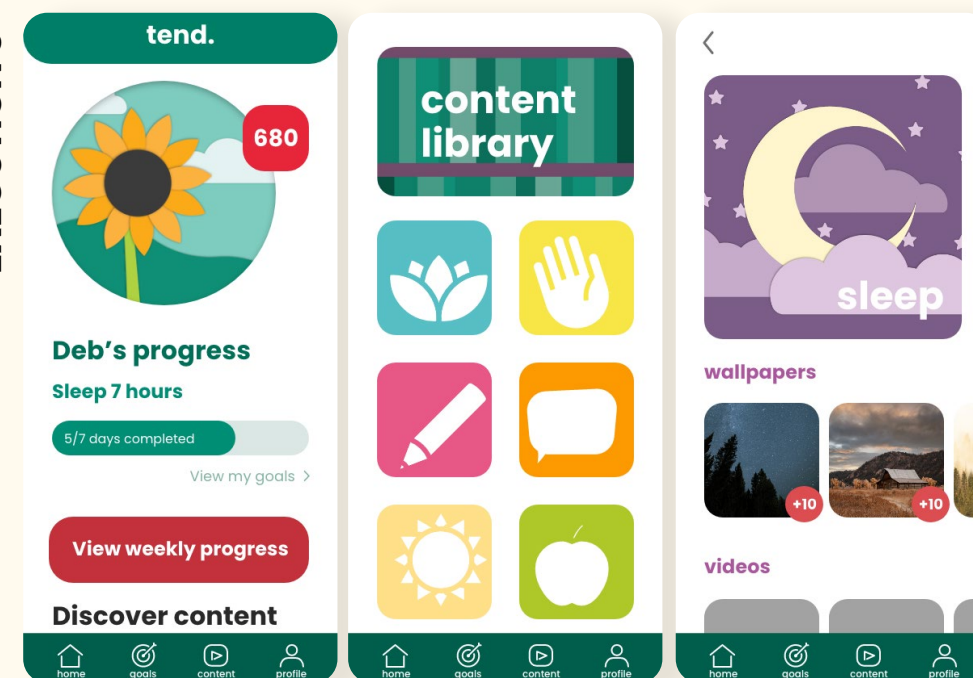 tend.
680
Deb's progress
Sleep 7 hours
5/7 days completed
View my goals >
View weekly progress
Discover content
home goals content profile
content
library
home goals content profile
sleep
wallpapers
+10 +10
videos
home goals content profile